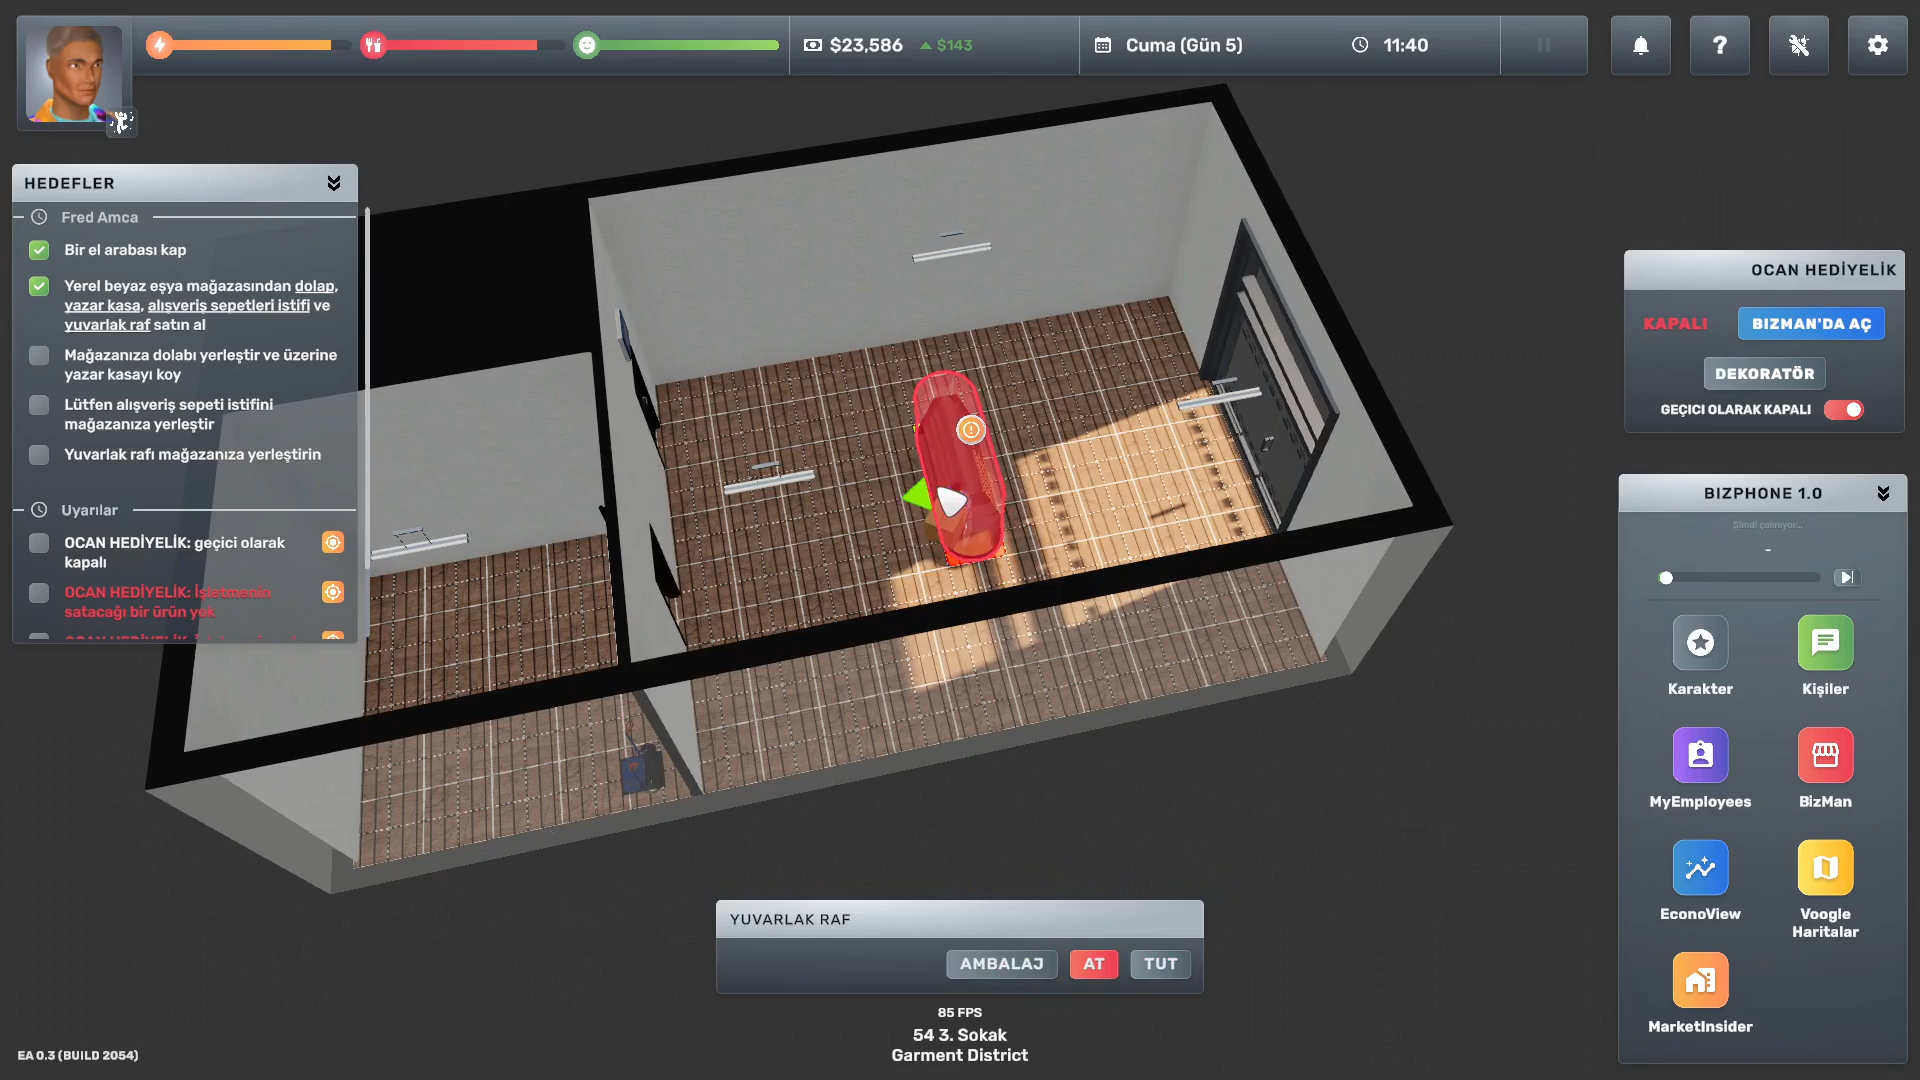 $23,586
$143
Cuma (Gün 5)
11:40
?
HEDEFLER
Fred Amca
Bir el arabası kap
Yerel beyaz eşya mağazasından dolap,
yazar kasa, alışveriş sepetleri istifi ve
yuvarlak raf satın al
Mağazanıza dolabı yerleştir ve üzerine
yazar kasayı koy
Lütfen alışveriş sepeti istifini
mağazanıza yerleştir
Yuvarlak rafı mağazanıza yerleştirin
Uyarılar
OCAN HEDİYELİK: geçici olarak
kapalı
OCAN HEDİYELİK: İşletmenin
satacağı bir ürün yok
OCAN HEDİYELİK
KAPALI
BIZMAN'DA AÇ
DEKORATÖR
GEÇICI OLARAK KAPALI
BIZPHONE 1.0
Şimdi çalınıyor...
-
Karakter
Kişiler
MyEmployees
BizMan
EconoView
Voogle
Haritalar
MarketInsider
YUVARLAK RAF
AMBALAJ
AT
TUT
85 FPS
54 3. Sokak
Garment District
EA 0.3 (BUILD 2054)